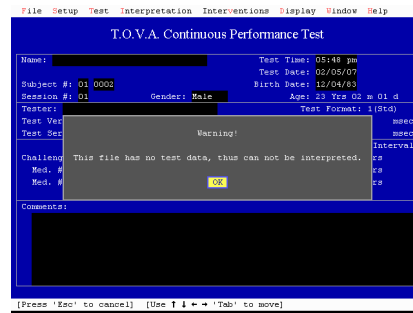 File Setup Test Interpretation Interventions Display Window Help
T.O.V.A. Continuous Performance Test
Name: Test Time: 05:48 pm
Test Date: 02/05/07
Subject #: 01 0002 Birth Date: 12/04/83
Session #: 01 Gender: Male Age: 23 Yrs 02 m 01 d
Tester: Test Format: 1(Std)
Test Ver msec
Test Ser msec
Warning!
Interval
Challeng rs
This file has no test data, thus can not be interpreted.
Med. # rs
Med. # rs
OK
Comments:
[Press 'Esc' to cancel] [Use ↑ ↓ ← → 'Tab' to move]